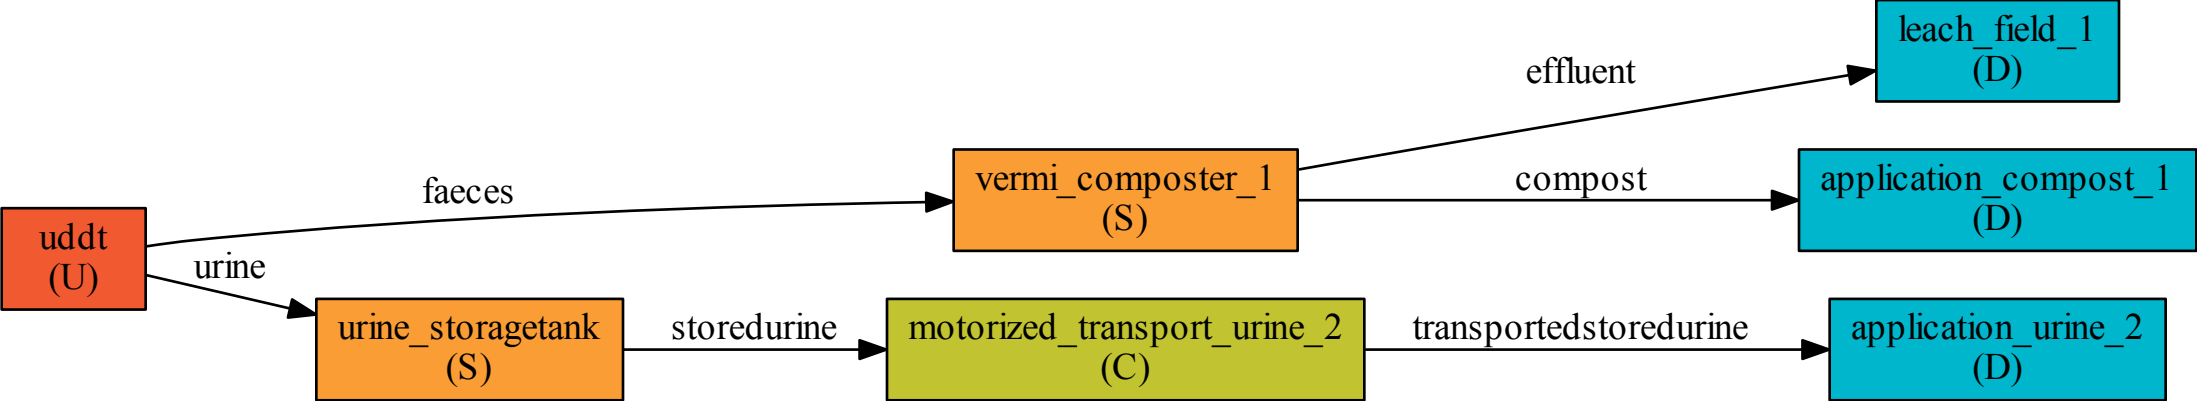 leach_field_1
(D)
effluent
vermi_composter_1
(S)
compost
application_compost_1
(D)
faeces
uddt
(U)
urine
urine_storagetank
(S)
storedurine
motorized_transport_urine_2
(C)
transportedstoredurine
application_urine_2
(D)